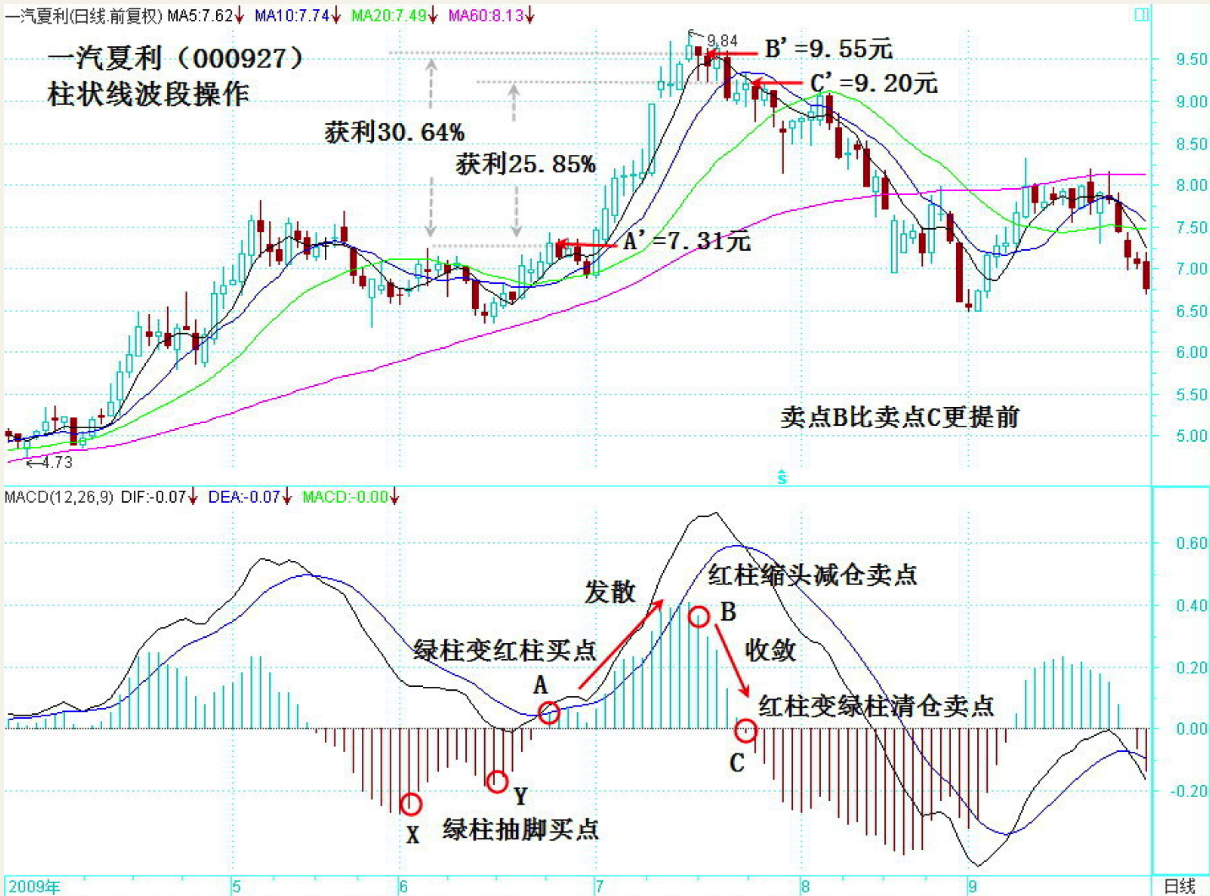 一汽夏利(日线.前复权) MA5:7.62↓ MA10:7.74↓ MA20:7.49↓ MA60:8.13↓
一汽夏利（000927）
柱状线波段操作
9.84
B'=9.55元
C'=9.20元
获利30.64%
获利25.85%
A'=7.31元
卖点B比卖点C更提前
←4.73
9.50
9.00
8.50
8.00
7.50
7.00
6.50
6.00
5.50
5.00
S
MACD(12,26,9) DIF:-0.07↓ DEA:-0.07↓ MACD:-0.00↓
0.60
0.40
0.20
0.00
-0.20
红柱缩头减仓卖点
发散
B
绿柱变红柱买点
收敛
A
红柱变绿柱清仓卖点
C
Y
X
绿柱抽脚买点
2009年 5 6 7 8 9 日线